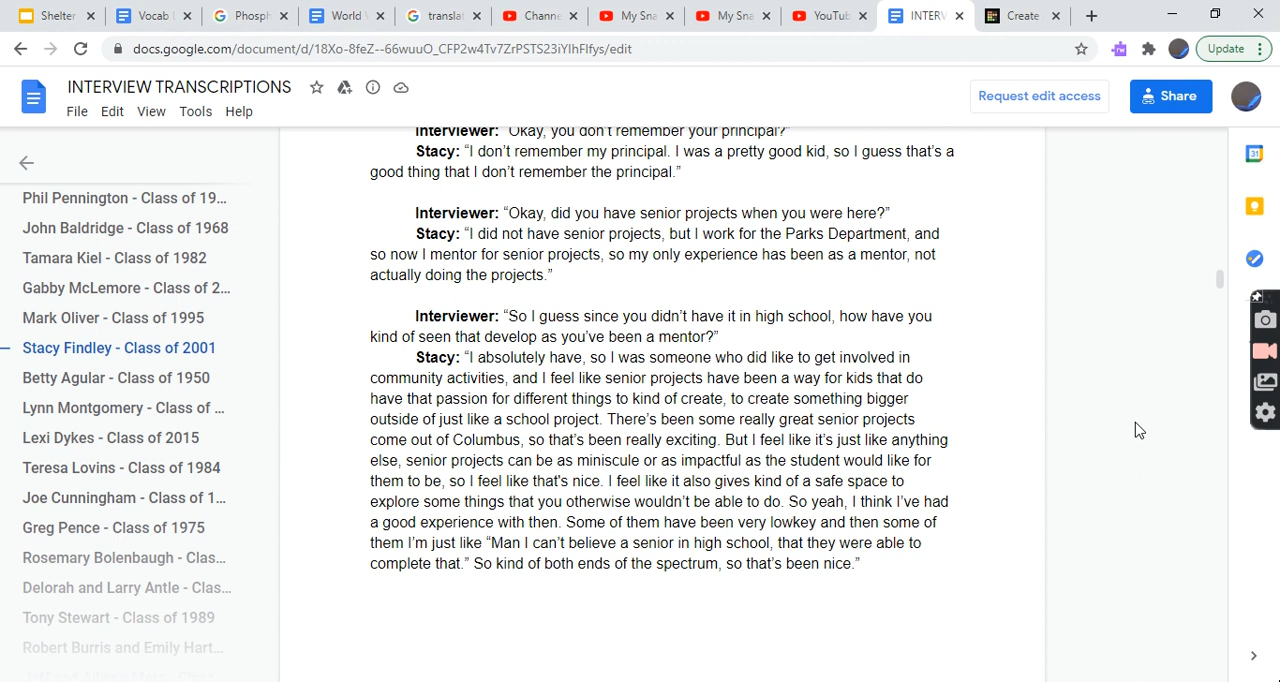 Shelter
Vocab
Phosph
World
translat
Channe
My Sna
My Sna
YouTub
INTERV
Create
docs.google.com/document/d/18Xo-8feZ--66wuuO_CFP2w4Tv7ZrPSTS23iYlhFlfys/edit
Update
INTERVIEW TRANSCRIPTIONS
File Edit View Tools Help
Request edit access
Share
31
Phil Pennington - Class of 19...
John Baldridge - Class of 1968
Tamara Kiel - Class of 1982
Gabby McLemore - Class of 2...
Mark Oliver - Class of 1995
Stacy Findley - Class of 2001
Betty Agular - Class of 1950
Lynn Montgomery - Class of ...
Lexi Dykes - Class of 2015
Teresa Lovins - Class of 1984
Joe Cunningham - Class of 1...
Greg Pence - Class of 1975
Rosemary Bolenbaugh - Clas...
Delorah and Larry Antle - Clas...
Tony Stewart - Class of 1989
Robert Burris and Emily Hart...
Interviewer: “Okay, you don’t remember your principal?”
Stacy: “I don’t remember my principal. I was a pretty good kid, so I guess that’s a
good thing that I don’t remember the principal.”
Interviewer: “Okay, did you have senior projects when you were here?”
Stacy: “I did not have senior projects, but I work for the Parks Department, and
so now I mentor for senior projects, so my only experience has been as a mentor, not
actually doing the projects.”
Interviewer: “So I guess since you didn’t have it in high school, how have you
kind of seen that develop as you’ve been a mentor?”
Stacy: “I absolutely have, so I was someone who did like to get involved in
community activities, and I feel like senior projects have been a way for kids that do
have that passion for different things to kind of create, to create something bigger
outside of just like a school project. There’s been some really great senior projects
come out of Columbus, so that’s been really exciting. But I feel like it’s just like anything
else, senior projects can be as miniscule or as impactful as the student would like for
them to be, so I feel like that's nice. I feel like it also gives kind of a safe space to
explore some things that you otherwise wouldn’t be able to do. So yeah, I think I’ve had
a good experience with then. Some of them have been very lowkey and then some of
them I’m just like “Man I can’t believe a senior in high school, that they were able to
complete that.” So kind of both ends of the spectrum, so that’s been nice.”